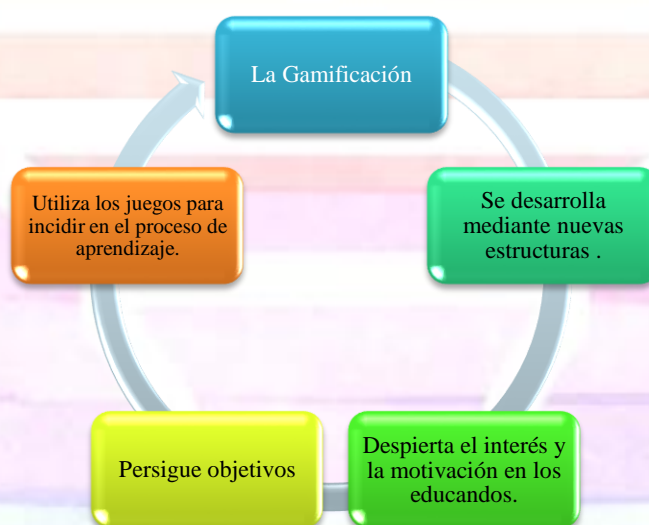 La Gamificación
Se desarrolla
mediante nuevas
estructuras .
Despierta el interés y
la motivación en los
educandos.
Persigue objetivos
Utiliza los juegos para
incidir en el proceso de
aprendizaje.